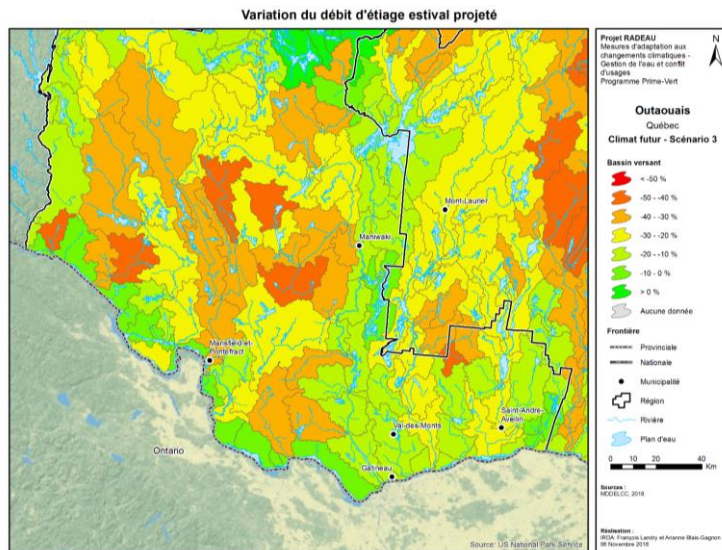 Variation du débit d'étiage estival projeté
Projet RADEAU
Mesures d'adaptation aux
changements climatiques -
Gestion de l'eau et conflit
d'usages
Programme Prime-Vert
N
Outaouais
Québec
Climat futur - Scénario 3
Bassin versant
< -50 %
-50 - -40 %
-40 - -30 %
-30 - -20 %
-20 - -10 %
-10 - 0 %
> 0 %
Aucune donnée
Frontière
Provinciale
Nationale
Municipalité
Région
Rivière
Plan d'eau
0 10 20 40
Km
Sources :
MDDELCC, 2018
Réalisation :
IRDA: François Landry et Arianne Blais-Gagnon
08 Novembre 2018
Mont-Laurier
Maniwaki
Mansfield-et-
Pontefract
Saint-André-
Avellin
Val-des-Monts
Ontario
Gatineau
Source: US National Park Service